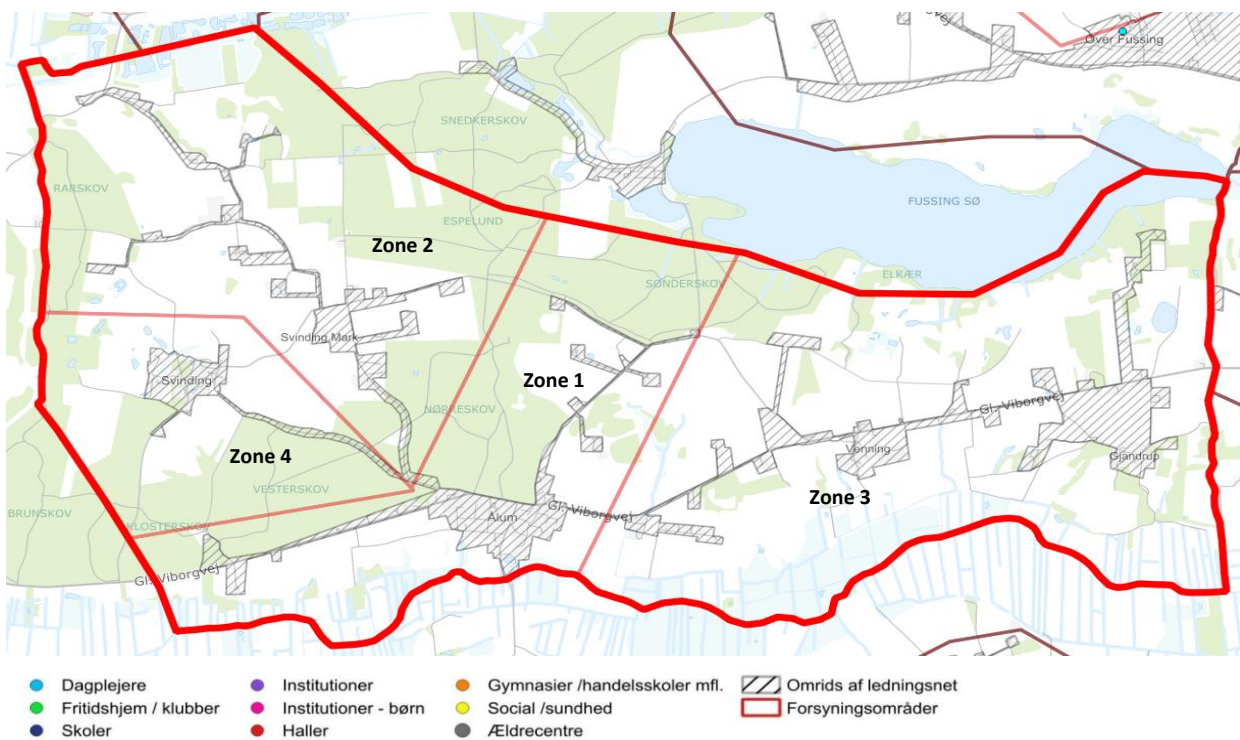 Over Fussing
SNEDKERSKOV
RARSKOV
FUSSING SØ
ESPELUND
Zone 2
ELKÆR
SØNDERSKOV
Svinding Mark
Svinding
Zone 1
NØRRESKOV
Gl. Viborgvej
Zone 4
Venning
Gjandrup
VESTERSKOV
Zone 3
BRUNSKOV
KLOSTERSKOV
Ålum
Gl. Viborgvej
Gl. Viborgvej
Dagplejere
Institutioner
Gymnasier /handelsskoler mfl.
Omrids af ledningsnet
Fritidshjem / klubber
Institutioner - børn
Social /sundhed
Forsyningsområder
Skoler
Haller
Ældrecentre